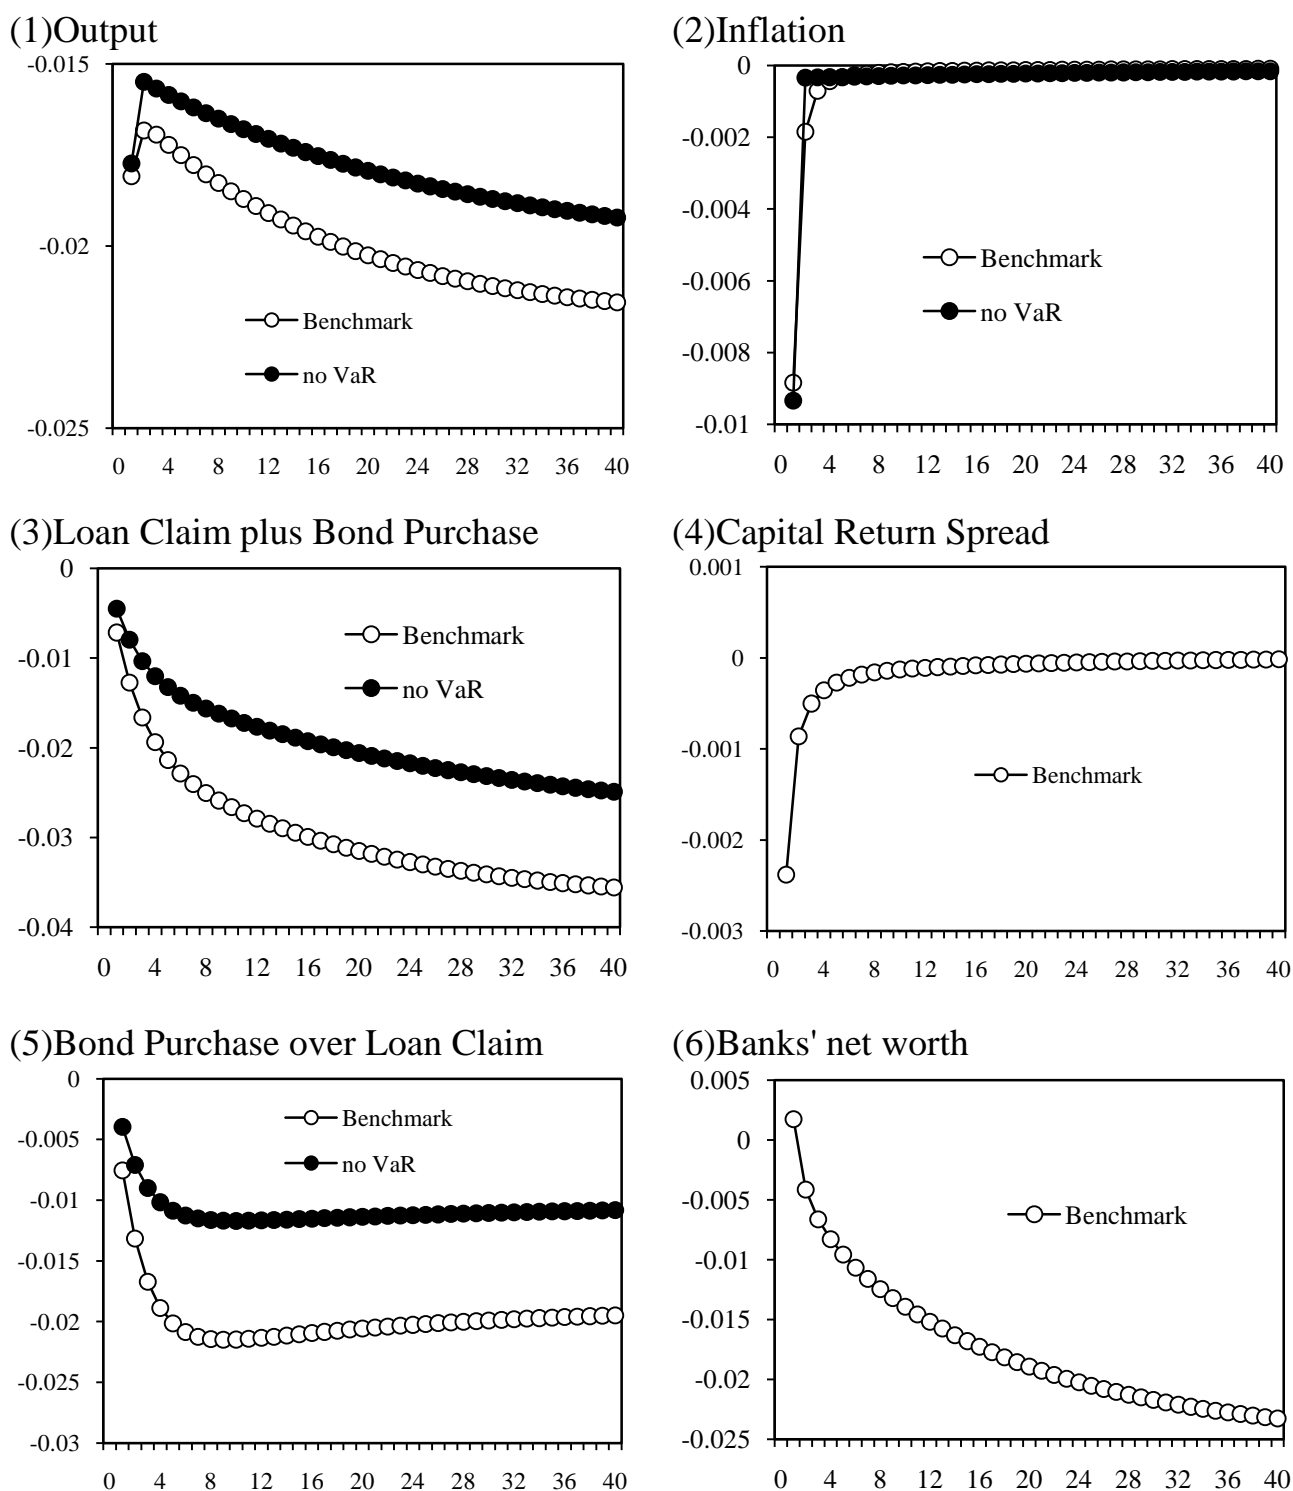 (1)Output
-0.015
-0.02
-0.025
Benchmark
no VaR
0 4 8 12 16 20 24 28 32 36 40
(2)Inflation
0
-0.002
-0.004
-0.006
-0.008
-0.01
Benchmark
no VaR
0 4 8 12 16 20 24 28 32 36 40
(3)Loan Claim plus Bond Purchase
0
-0.01
-0.02
-0.03
-0.04
Benchmark
no VaR
0 4 8 12 16 20 24 28 32 36 40
(4)Capital Return Spread
0.001
0
-0.001
-0.002
-0.003
Benchmark
0 4 8 12 16 20 24 28 32 36 40
(5)Bond Purchase over Loan Claim
0
-0.005
-0.01
-0.015
-0.02
-0.025
-0.03
Benchmark
no VaR
0 4 8 12 16 20 24 28 32 36 40
(6)Banks' net worth
0.005
0
-0.005
-0.01
-0.015
-0.02
-0.025
Benchmark
0 4 8 12 16 20 24 28 32 36 40